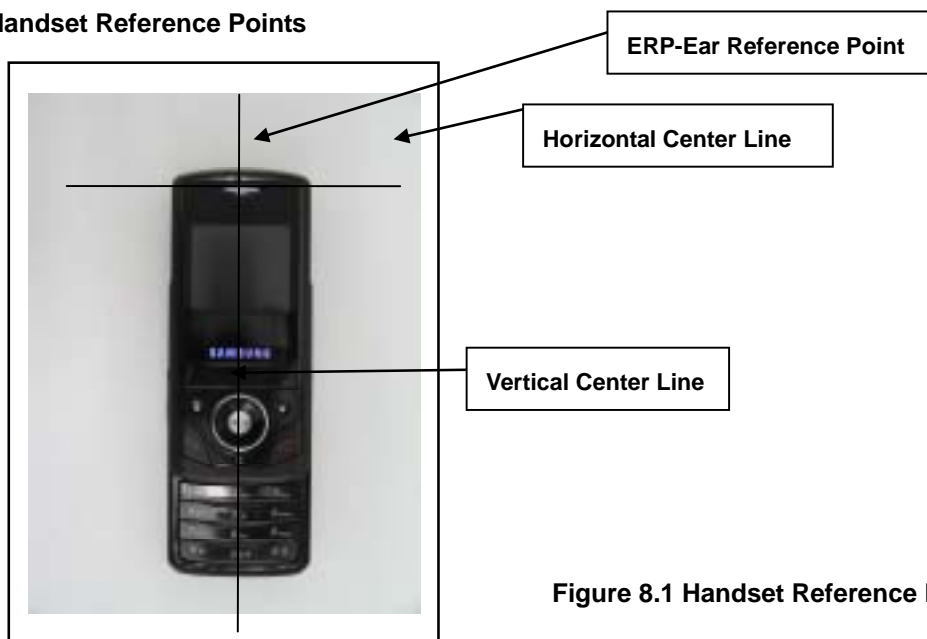 Handset Reference Points
ERP-Ear Reference Point
Horizontal Center Line
SAMSUNG
Vertical Center Line
Figure 8.1 Handset Reference